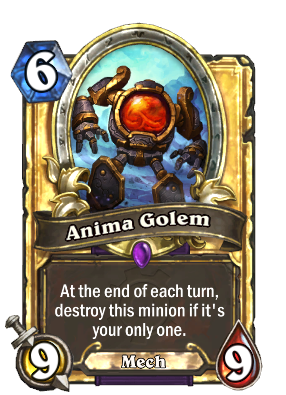 6
Anima Golem
At the end of each turn,
destroy this minion if it's
your only one.
9 Mech 9